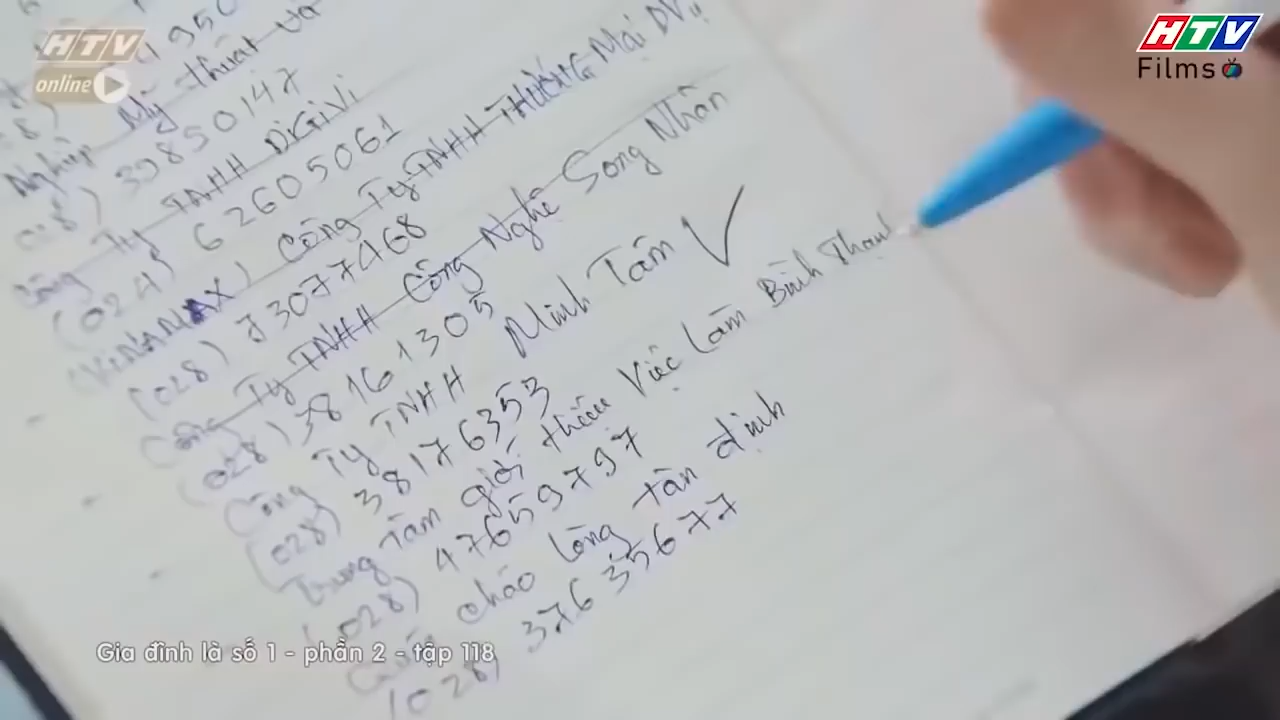 HTV
online
HTV
Films
1950
Nghiệp Mỹ Thuật Và
(028) 39850147
Công Ty TNHH DiGiVi
(024) 62605061
(ViNAMAX) Công Ty TNHH THƯƠNG Mại DVụ
(028) 73077468
Công Ty TNHH Công Nghệ Song Nhân
(028) 38161305
Công Ty TNHH Minh Tâm V
(028) 38176353
Trung Tâm giới thiệu Việc Làm Bình Thạnh
(028) 47659797
Quán cháo lòng tân định
(028) 37635677
Gia đình là số 1 - phần 2 - tập 118